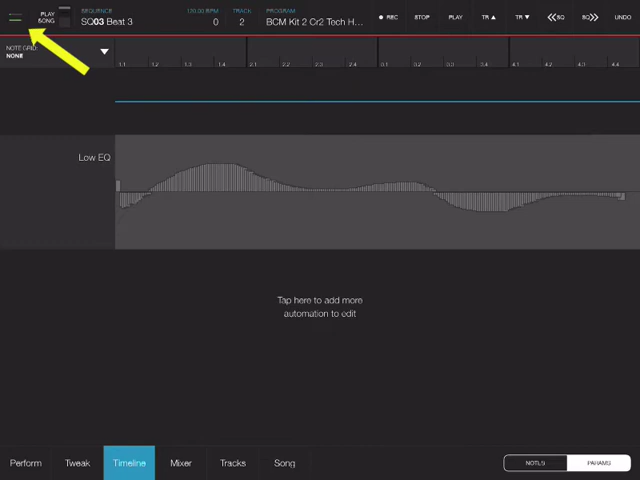 PLAY
SONG
SEQUENCE
SQ03 Beat 3
120.00 BPM
0
TRACK
2
PROGRAM
BCM Kit 2 Cr2 Tech H...
REC
STOP
PLAY
TR ▲
TR ▼
SQ
SQ
UNDO
NOTE GRID:
NONE
1.1
1.2
1.3
1.4
2.1
2.2
2.3
2.4
3.2
3.3
3.4
4.1
4.2
4.3
4.4
Low EQ
Tap here to add more
automation to edit
Perform
Tweak
Timeline
Mixer
Tracks
Song
NOTES
PARAMS